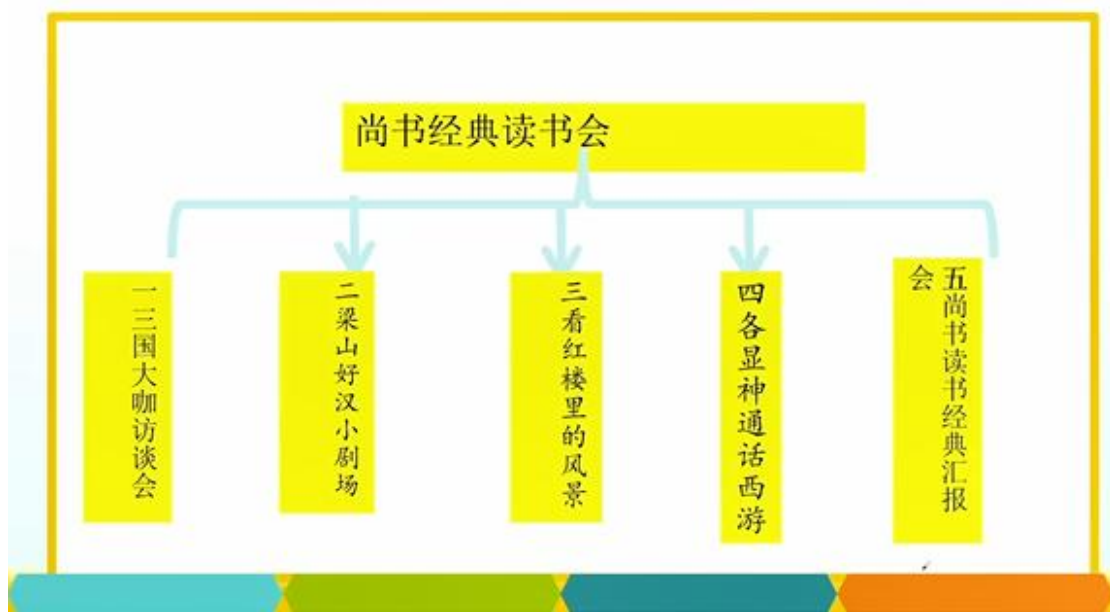 尚书经典读书会
一三国大咖访谈会
二梁山好汉小剧场
三看红楼里的风景
四各显神通话西游
五尚书读书经典汇报
会